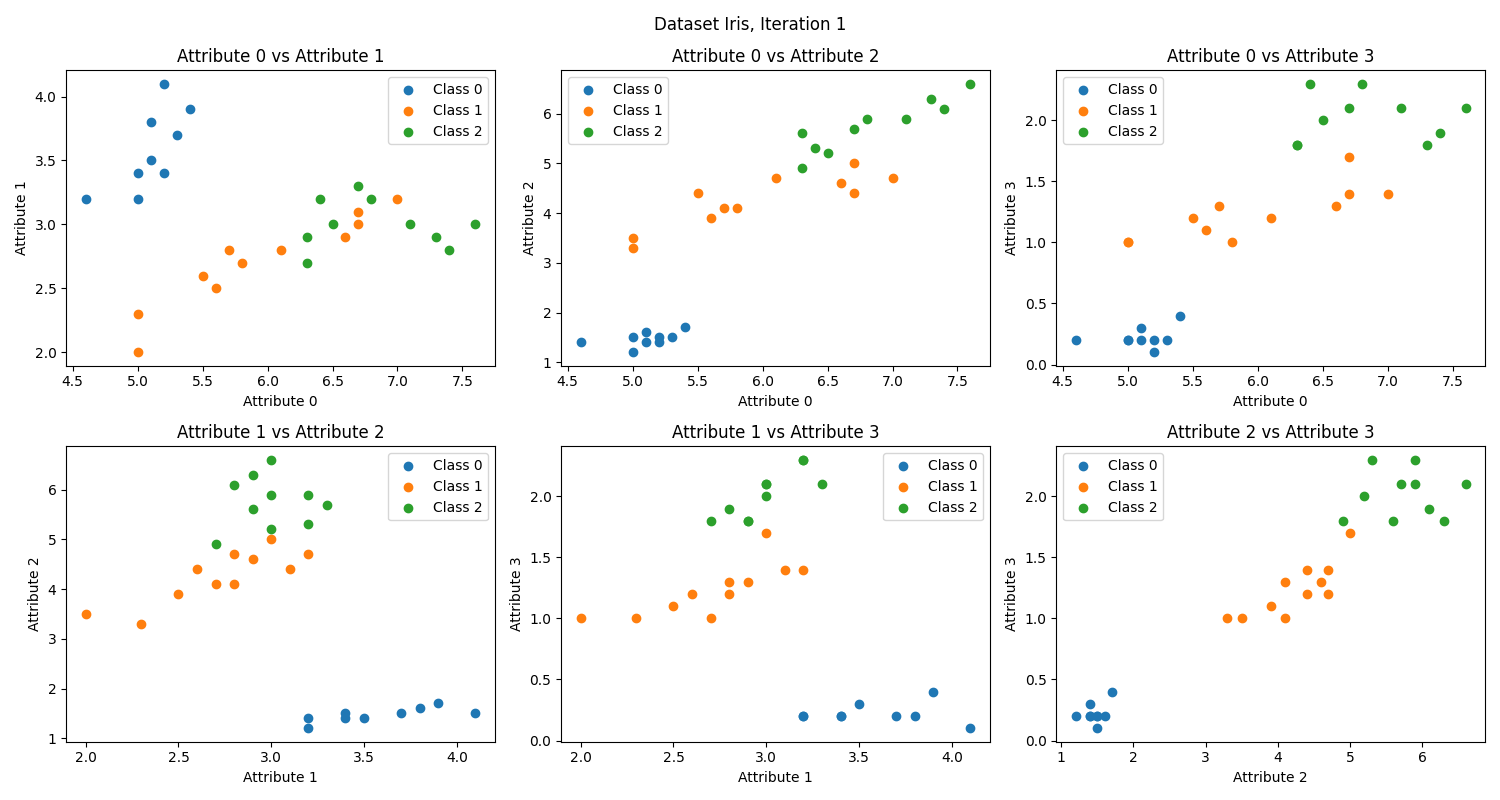 Dataset Iris, Iteration 1
Attribute 0 vs Attribute 1
Class 0
Class 1
Class 2
4.0
3.5
3.0
2.5
2.0
Attribute 1
4.5 5.0 5.5 6.0 6.5 7.0 7.5
Attribute 0
Attribute 0 vs Attribute 2
Class 0
Class 1
Class 2
6
5
4
3
2
1
Attribute 2
4.5 5.0 5.5 6.0 6.5 7.0 7.5
Attribute 0
Attribute 0 vs Attribute 3
Class 0
Class 1
Class 2
2.0
1.5
1.0
0.5
0.0
Attribute 3
4.5 5.0 5.5 6.0 6.5 7.0 7.5
Attribute 0
Attribute 1 vs Attribute 2
Class 0
Class 1
Class 2
6
5
4
3
2
1
Attribute 2
2.0 2.5 3.0 3.5 4.0
Attribute 1
Attribute 1 vs Attribute 3
Class 0
Class 1
Class 2
2.0
1.5
1.0
0.5
0.0
Attribute 3
2.0 2.5 3.0 3.5 4.0
Attribute 1
Attribute 2 vs Attribute 3
Class 0
Class 1
Class 2
2.0
1.5
1.0
0.5
0.0
Attribute 3
1 2 3 4 5 6
Attribute 2